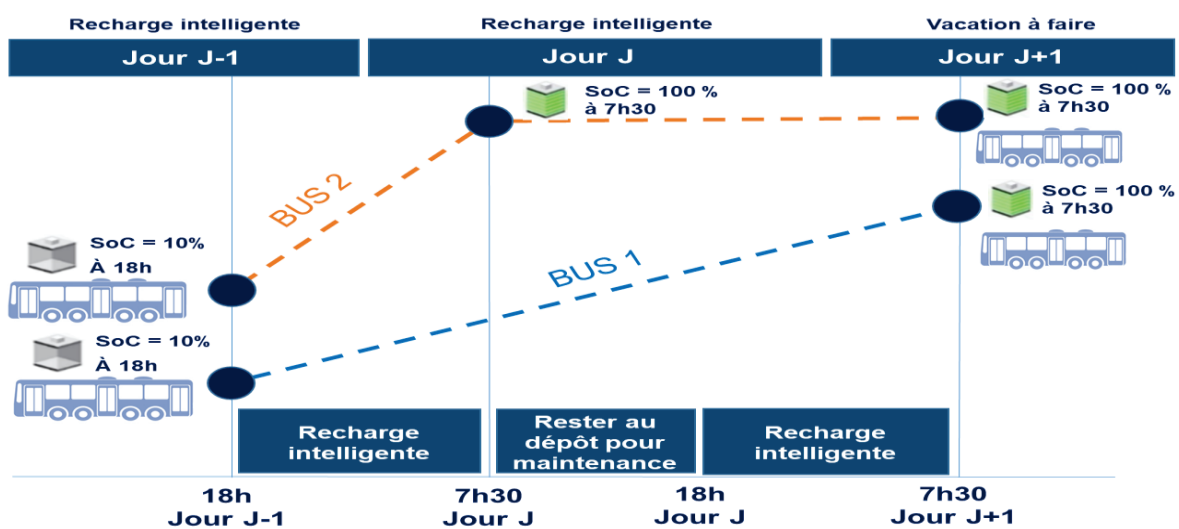 Recharge intelligente
Recharge intelligente
Vacation à faire
Jour J-1
Jour J
Jour J+1
SoC = 100 %
à 7h30
SoC = 100 %
à 7h30
BUS 2
SoC = 100 %
à 7h30
SoC = 10%
À 18h
BUS 1
SoC = 10%
À 18h
Recharge
intelligente
Rester au
dépôt pour
maintenance
Recharge
intelligente
18h
Jour J-1
7h30
Jour J
18h
Jour J
7h30
Jour J+1